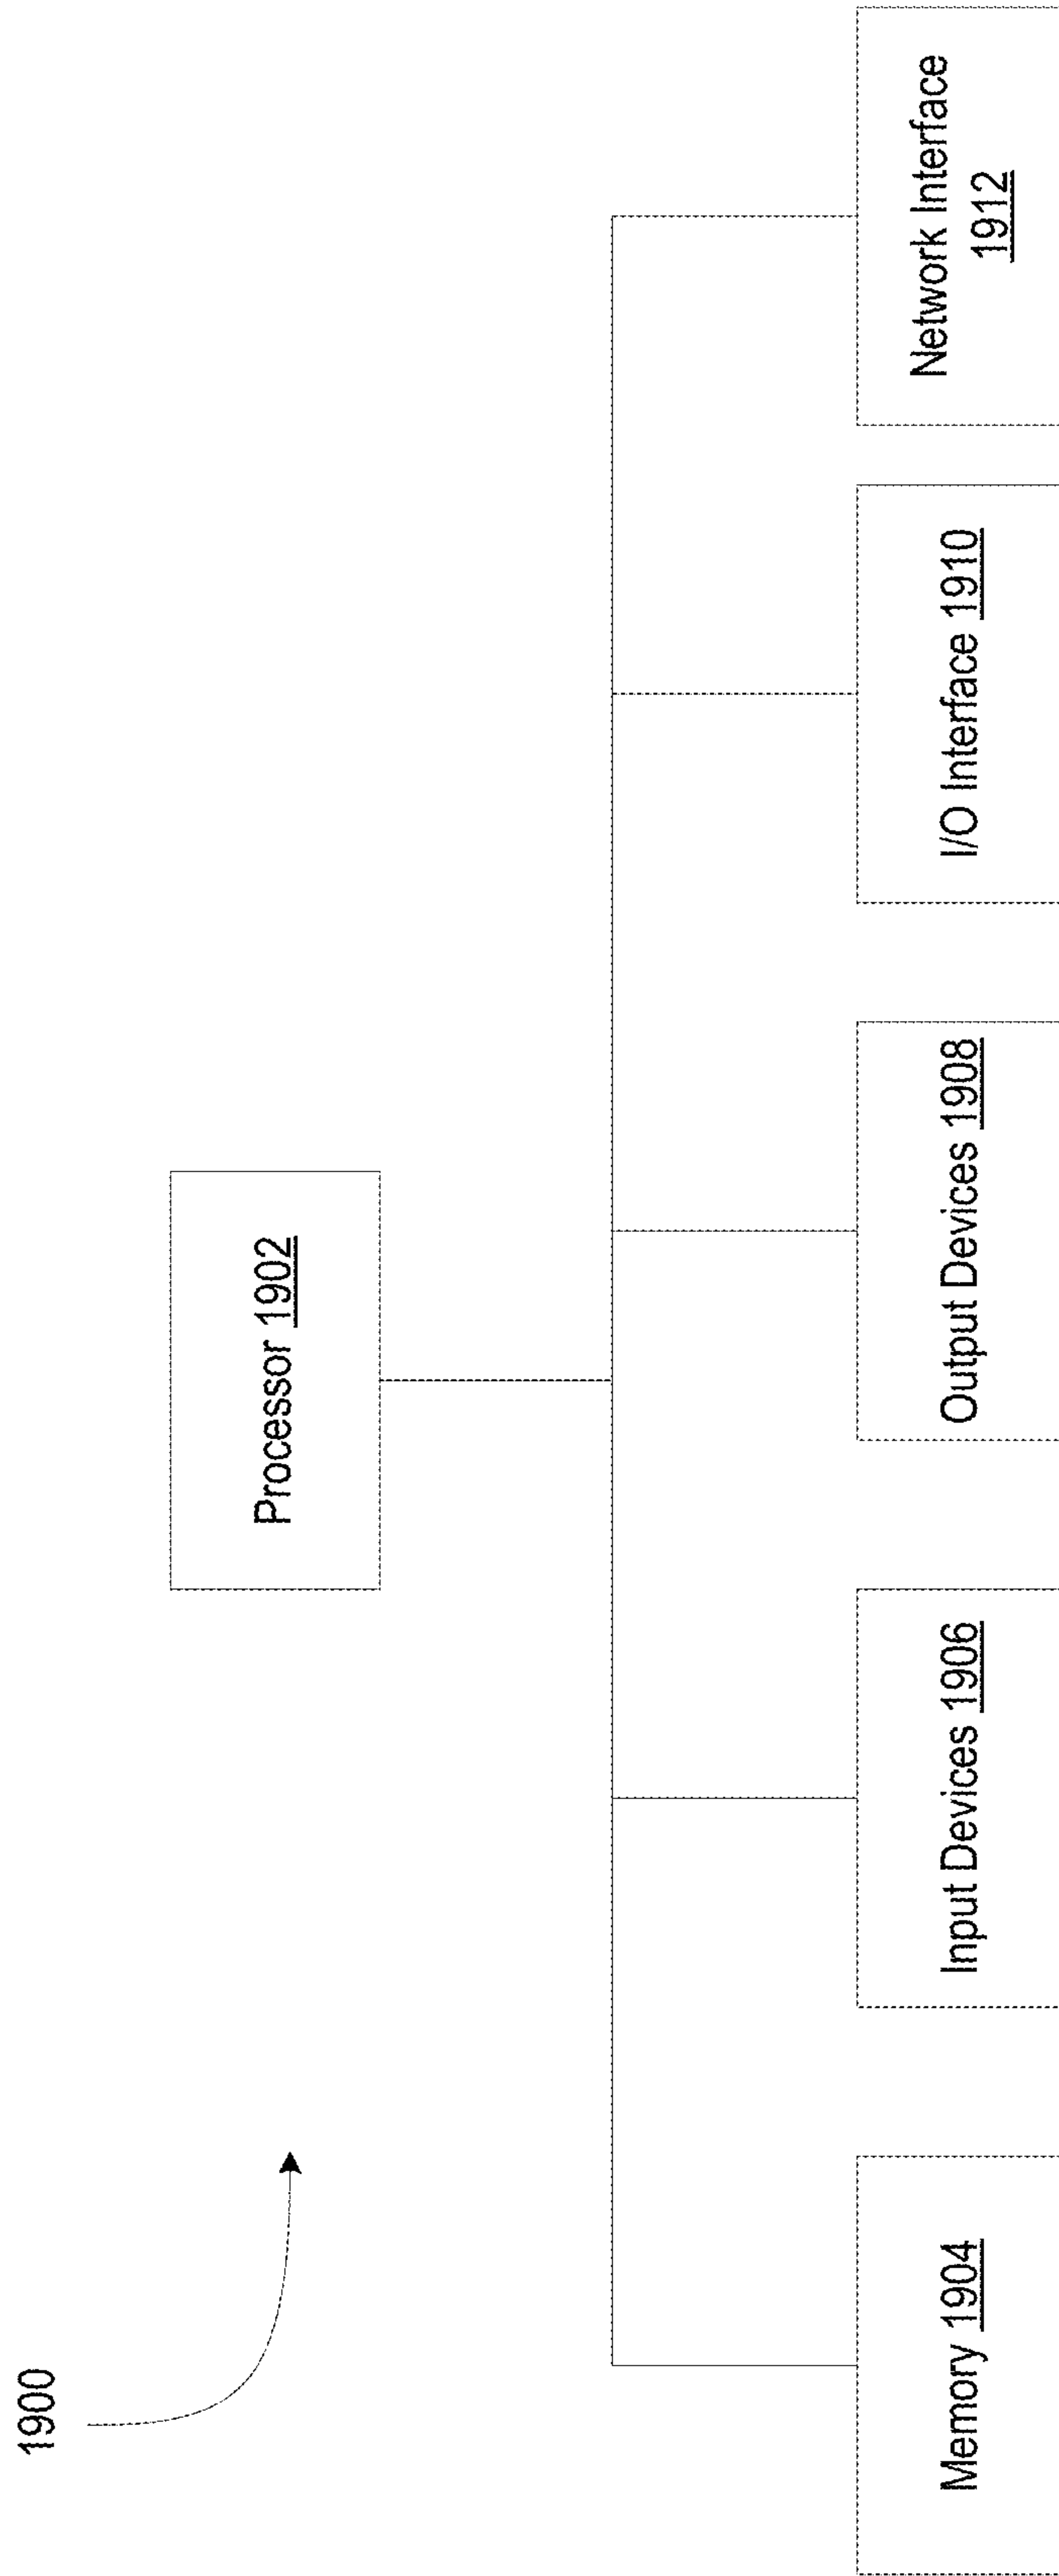 1900
Processor 1902
Memory 1904
Input Devices 1906
Output Devices 1908
I/O Interface 1910
Network Interface
1912